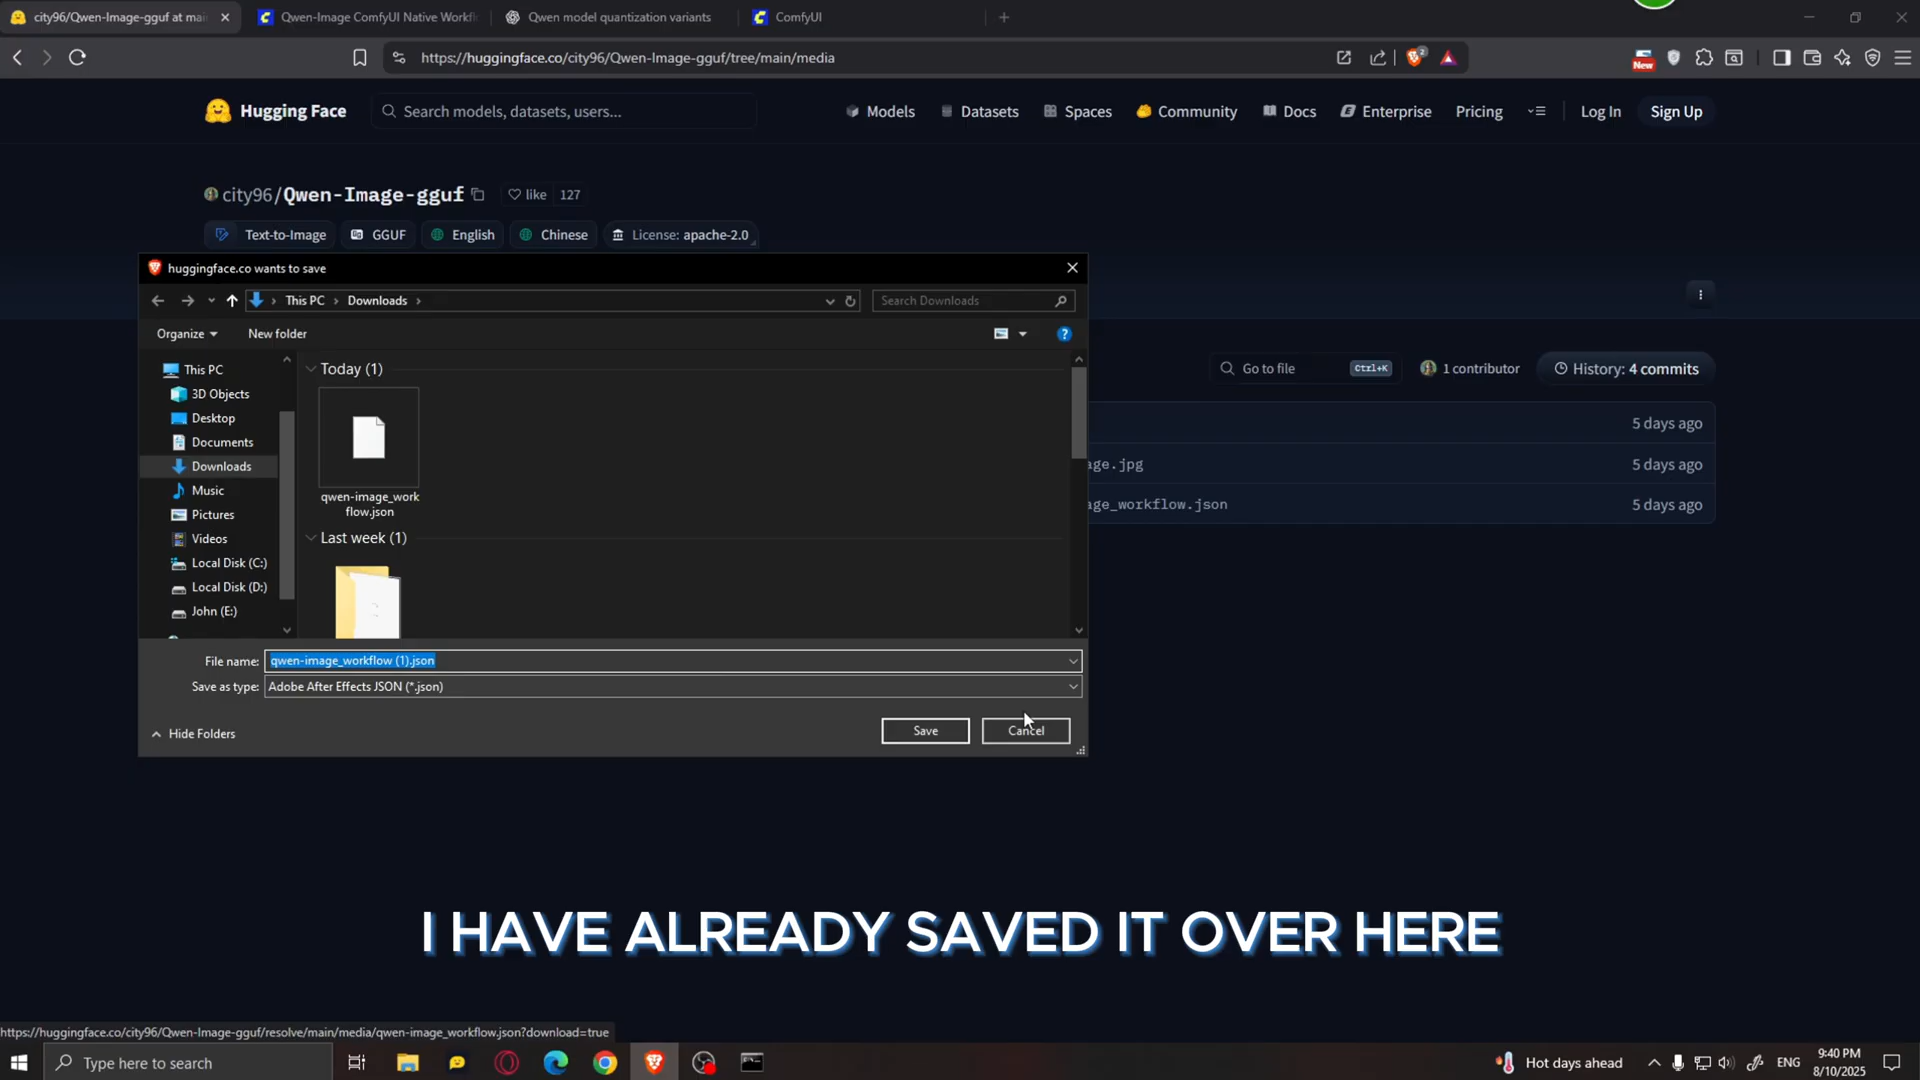 city96/Qwen-Image-gguf at mai
Qwen-Image ComfyUI Native Workfl
Qwen model quantization variants
ComfyUI
https://huggingface.co/city96/Qwen-Image-gguf/tree/main/media
2
New
Hugging Face
Search models, datasets, users...
Models
Datasets
Spaces
Community
Docs
Enterprise
Pricing
Log In
Sign Up
city96/Qwen-Image-gguf
like
127
Text-to-Image
GGUF
English
Chinese
License: apache-2.0
huggingface.co wants to save
This PC
Downloads
Search Downloads
Organize
New folder
This PC
3D Objects
Desktop
Documents
Downloads
Music
Pictures
Videos
Local Disk (C:)
Local Disk (D:)
John (E:)
Today (1)
qwen-image_work
flow.json
Last week (1)
File name:
qwen-image_workflow (1).json
Save as type:
Adobe After Effects JSON (*.json)
Hide Folders
Save
Cancel
Go to file
Ctrl+K
1 contributor
History: 4 commits
5 days ago
age.jpg
5 days ago
age_workflow.json
5 days ago
I HAVE ALREADY SAVED IT OVER HERE
https://huggingface.co/city96/Qwen-Image-gguf/resolve/main/media/qwen-image_workflow.json?download=true
Type here to search
Hot days ahead
ENG
9:40 PM
8/10/2025